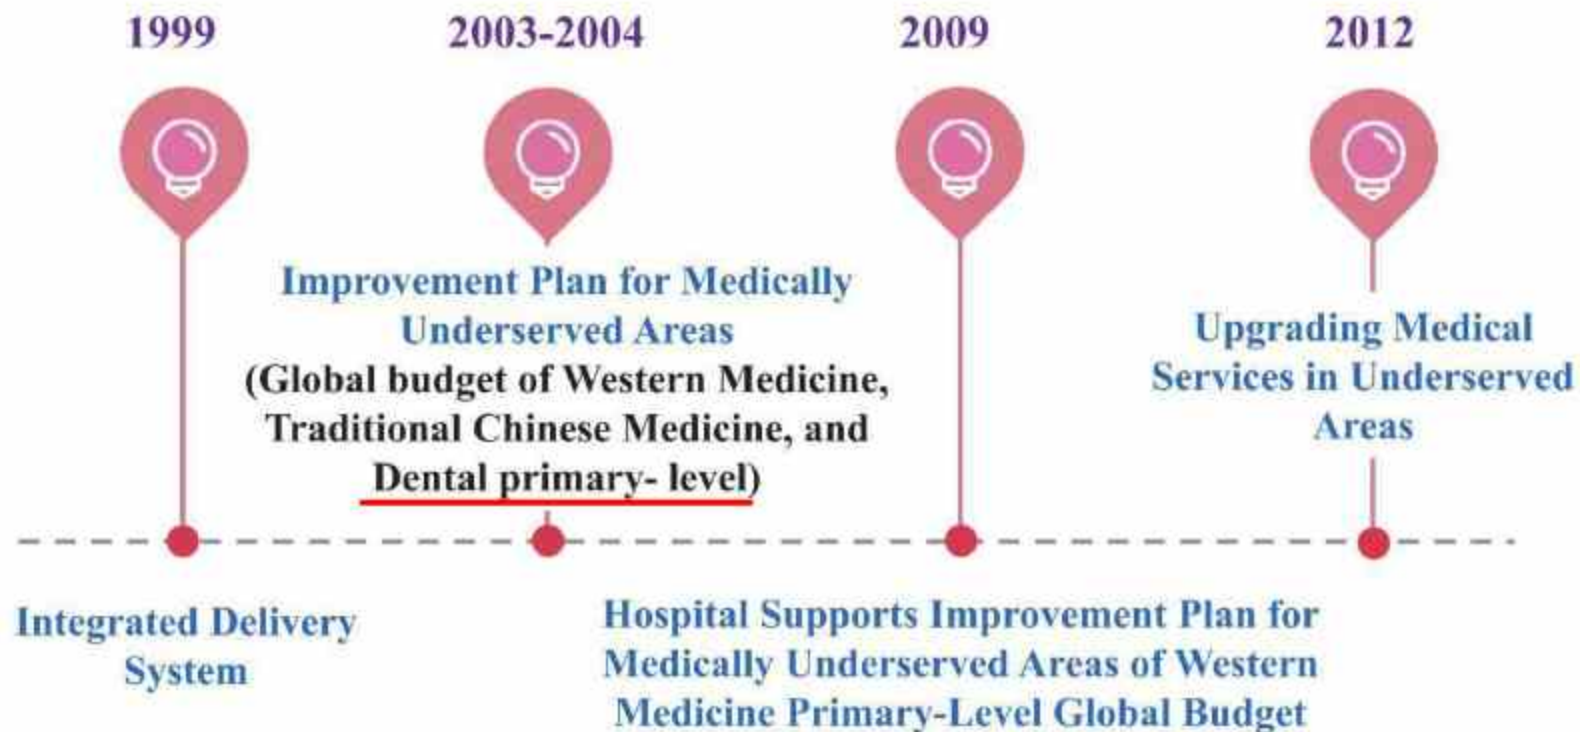 1999
2003-2004
2009
2012
Improvement Plan for Medically
Underserved Areas
(Global budget of Western Medicine,
Traditional Chinese Medicine, and
Dental primary- level)
Upgrading Medical
Services in Underserved
Areas
Integrated Delivery
System
Hospital Supports Improvement Plan for
Medically Underserved Areas of Western
Medicine Primary-Level Global Budget